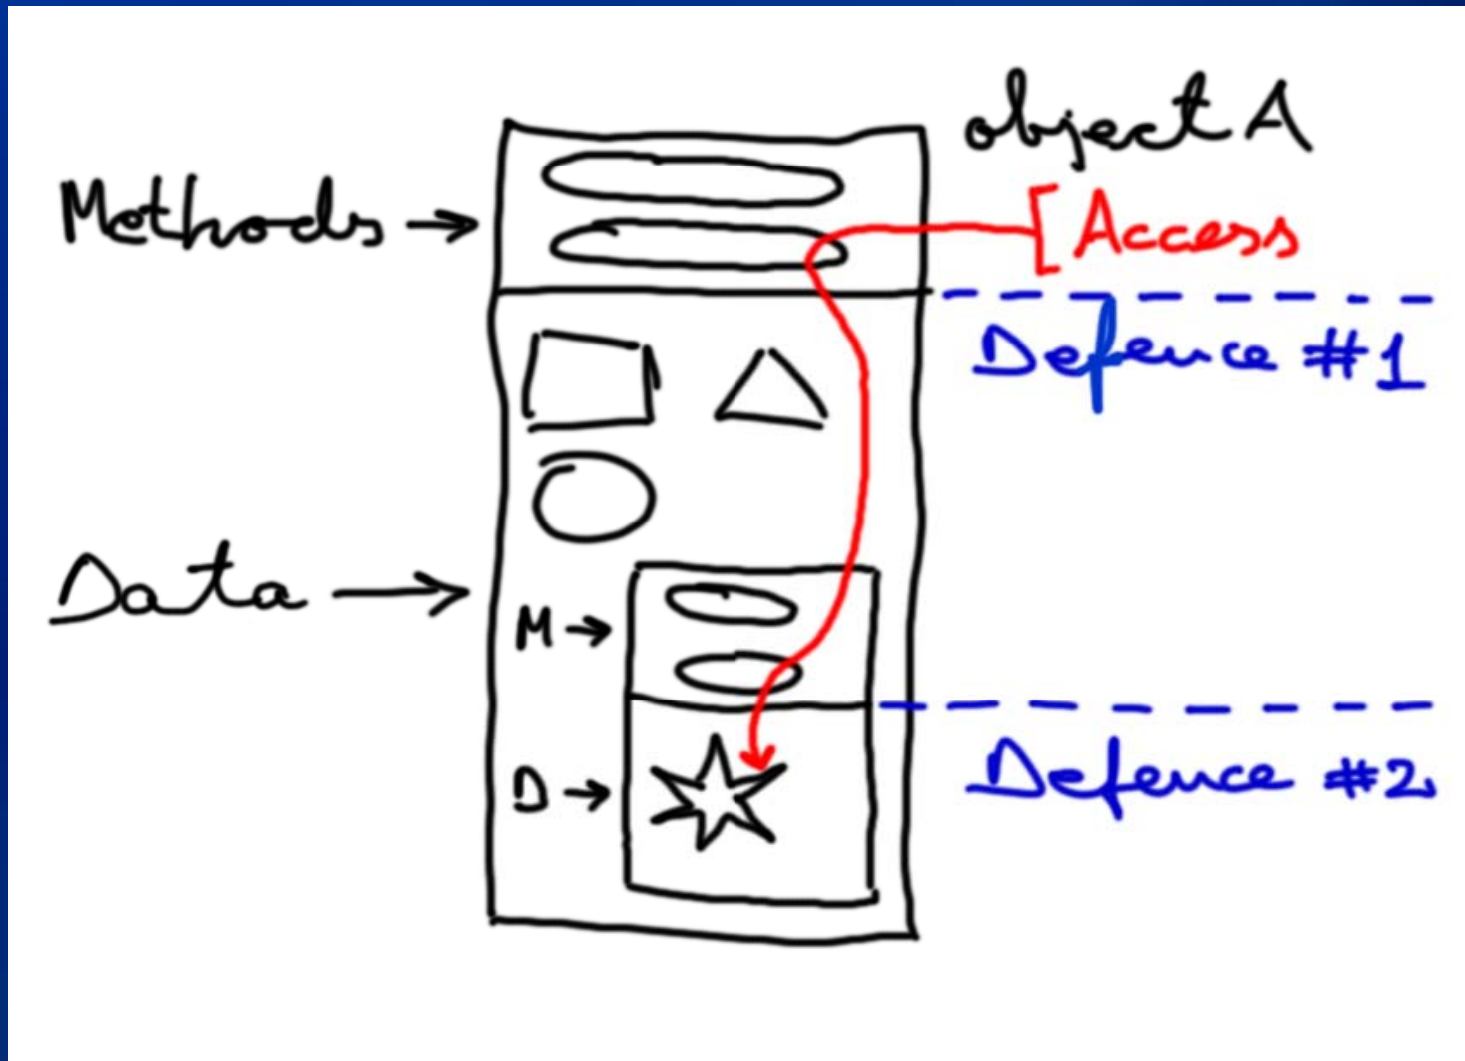 object A
Methods →
[Access
Defence #1
Data →
M →
Defence #2
D →